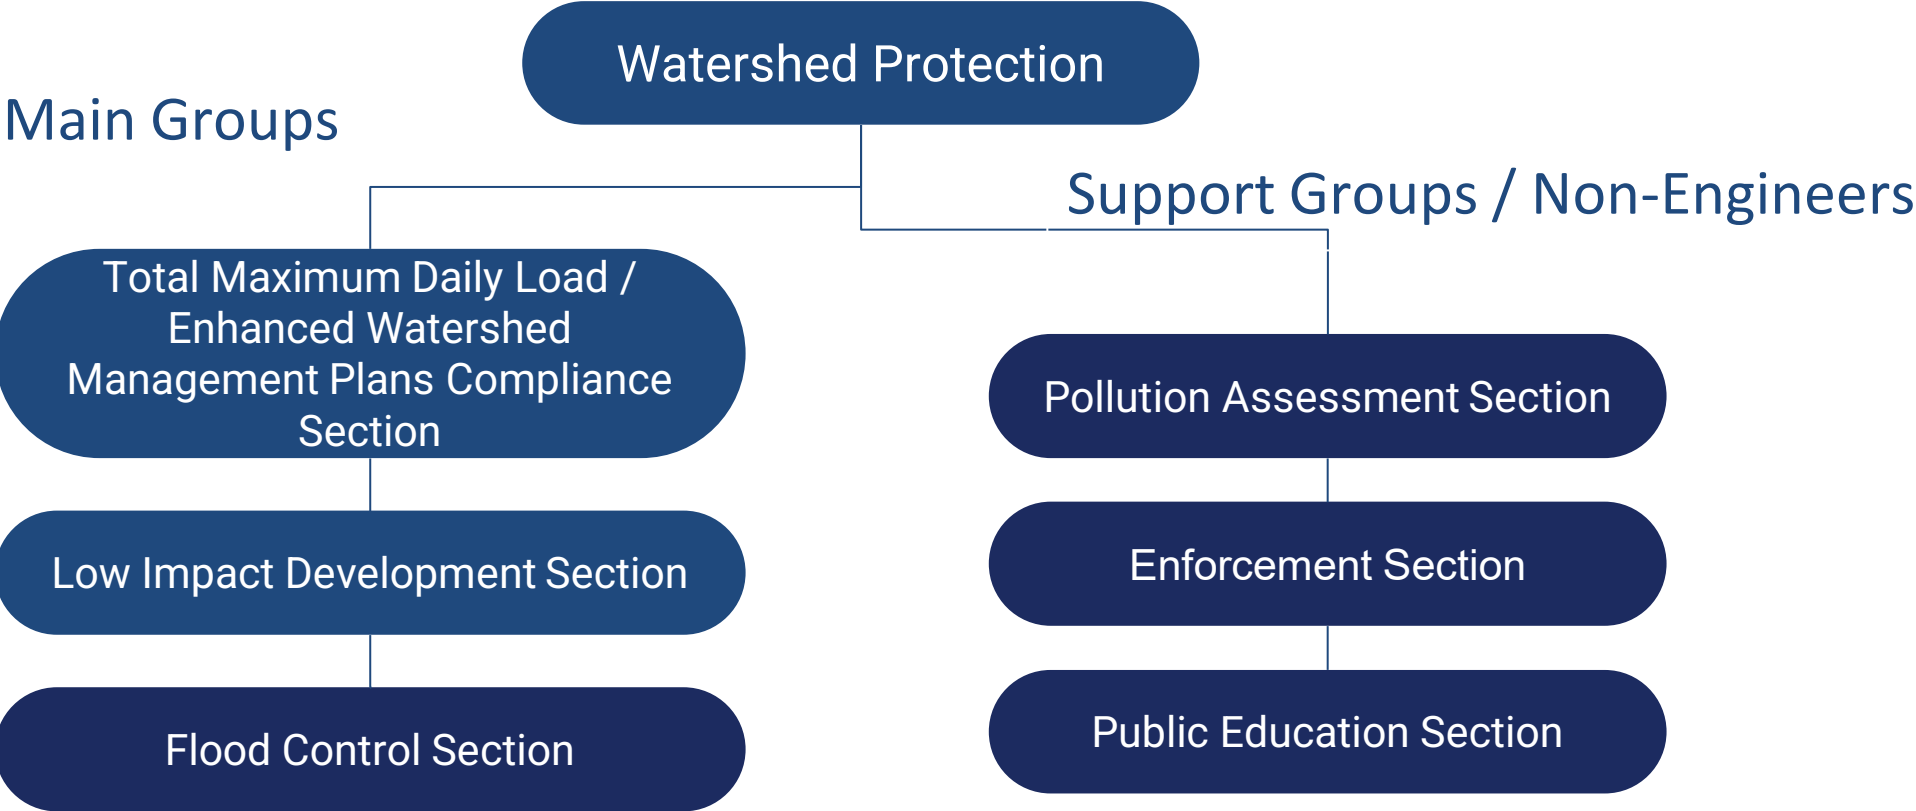 Watershed Protection
Main Groups
Support Groups / Non-Engineers
Total Maximum Daily Load /
Enhanced Watershed
Management Plans Compliance
Section
Low Impact Development Section
Flood Control Section
Pollution Assessment Section
Enforcement Section
Public Education Section